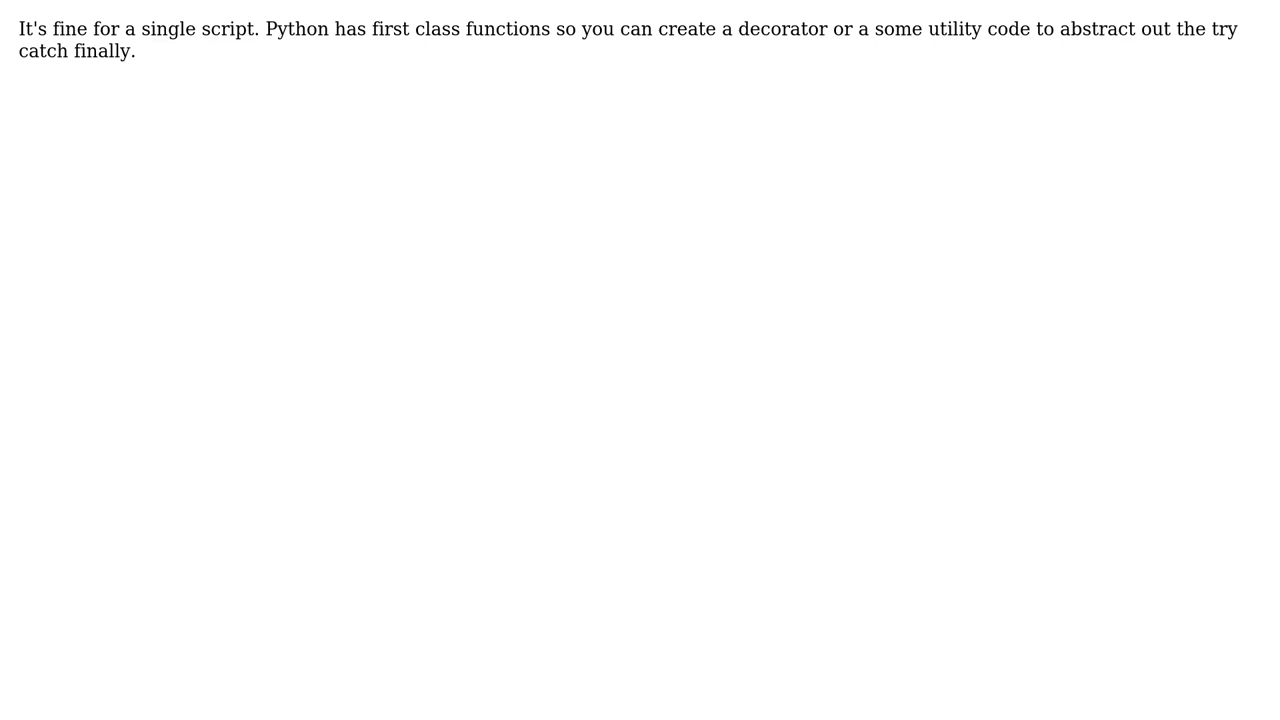 It's fine for a single script. Python has first class functions so you can create a decorator or a some utility code to abstract out the try
catch finally.